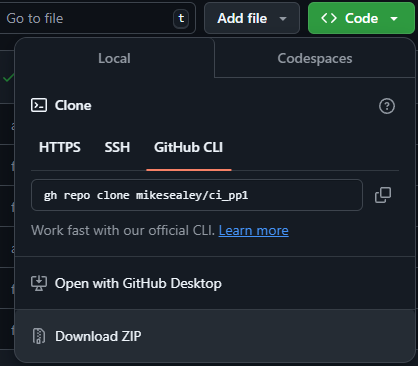 Go to file t Add file Code
Local Codespaces
Clone
HTTPS SSH GitHub CLI
gh repo clone mikesealey/ci_pp1
Work fast with our official CLI. Learn more
Open with GitHub Desktop
Download ZIP